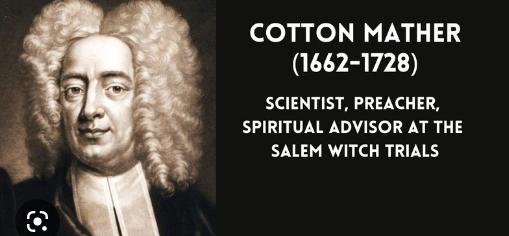 COTTON MATHER
(1662-1728)
SCIENTIST, PREACHER,
SPIRITUAL ADVISOR AT THE
SALEM WITCH TRIALS